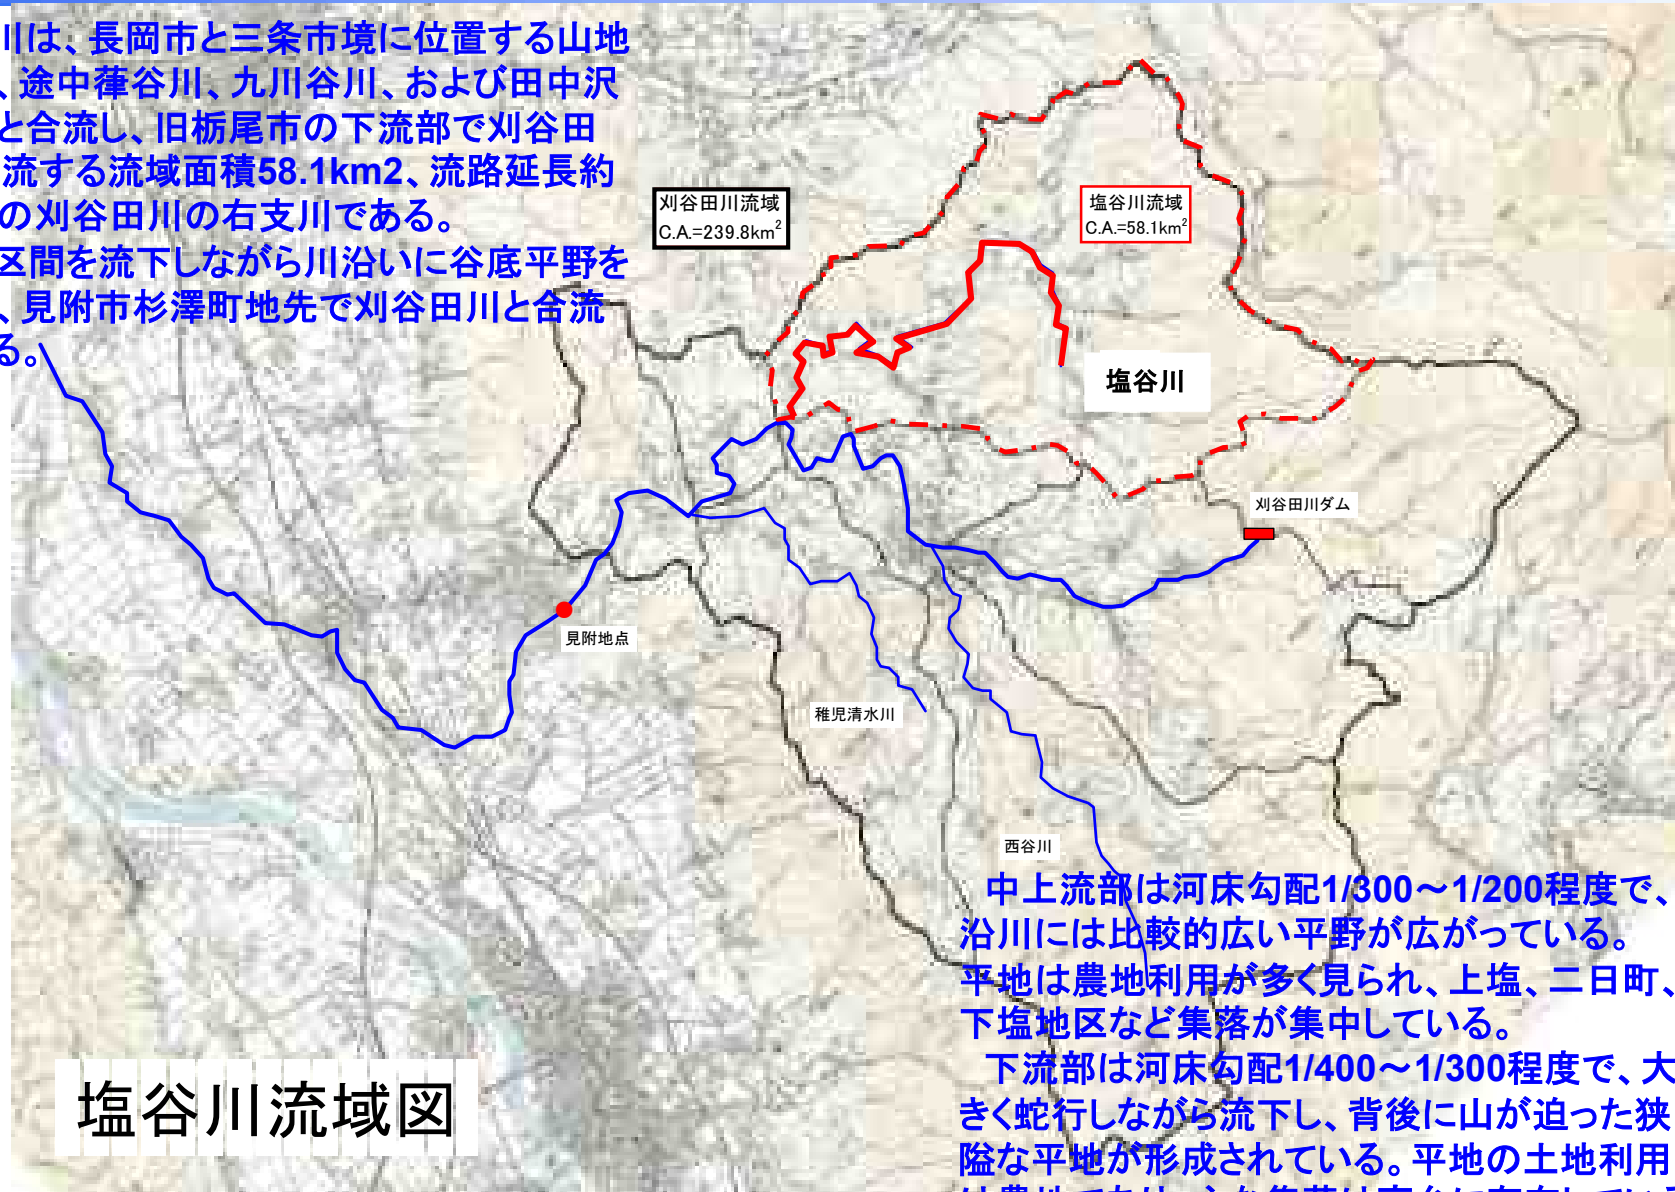 川は、長岡市と三条市境に位置する山地
、途中葎谷川、九川谷川、および田中沢
と合流し、旧栃尾市の下流部で刈谷田
流する流域面積58.1km2、流路延長約
の刈谷田川の右支川である。
区間を流下しながら川沿いに谷底平野を
、見附市杉澤町地先で刈谷田川と合流
る。
刈谷田川流域
C.A.=239.8km²
塩谷川流域
C.A.=58.1km²
塩谷川
刈谷田川ダム
見附地点
稚児清水川
西谷川
中上流部は河床勾配1/300～1/200程度で、
沿川には比較的広い平野が広がっている。
平地は農地利用が多く見られ、上塩、二日町、
下塩地区など集落が集中している。
下流部は河床勾配1/400～1/300程度で、大
きく蛇行しながら流下し、背後に山が迫った狭
隘な平地が形成されている。平地の土地利用
塩谷川流域図